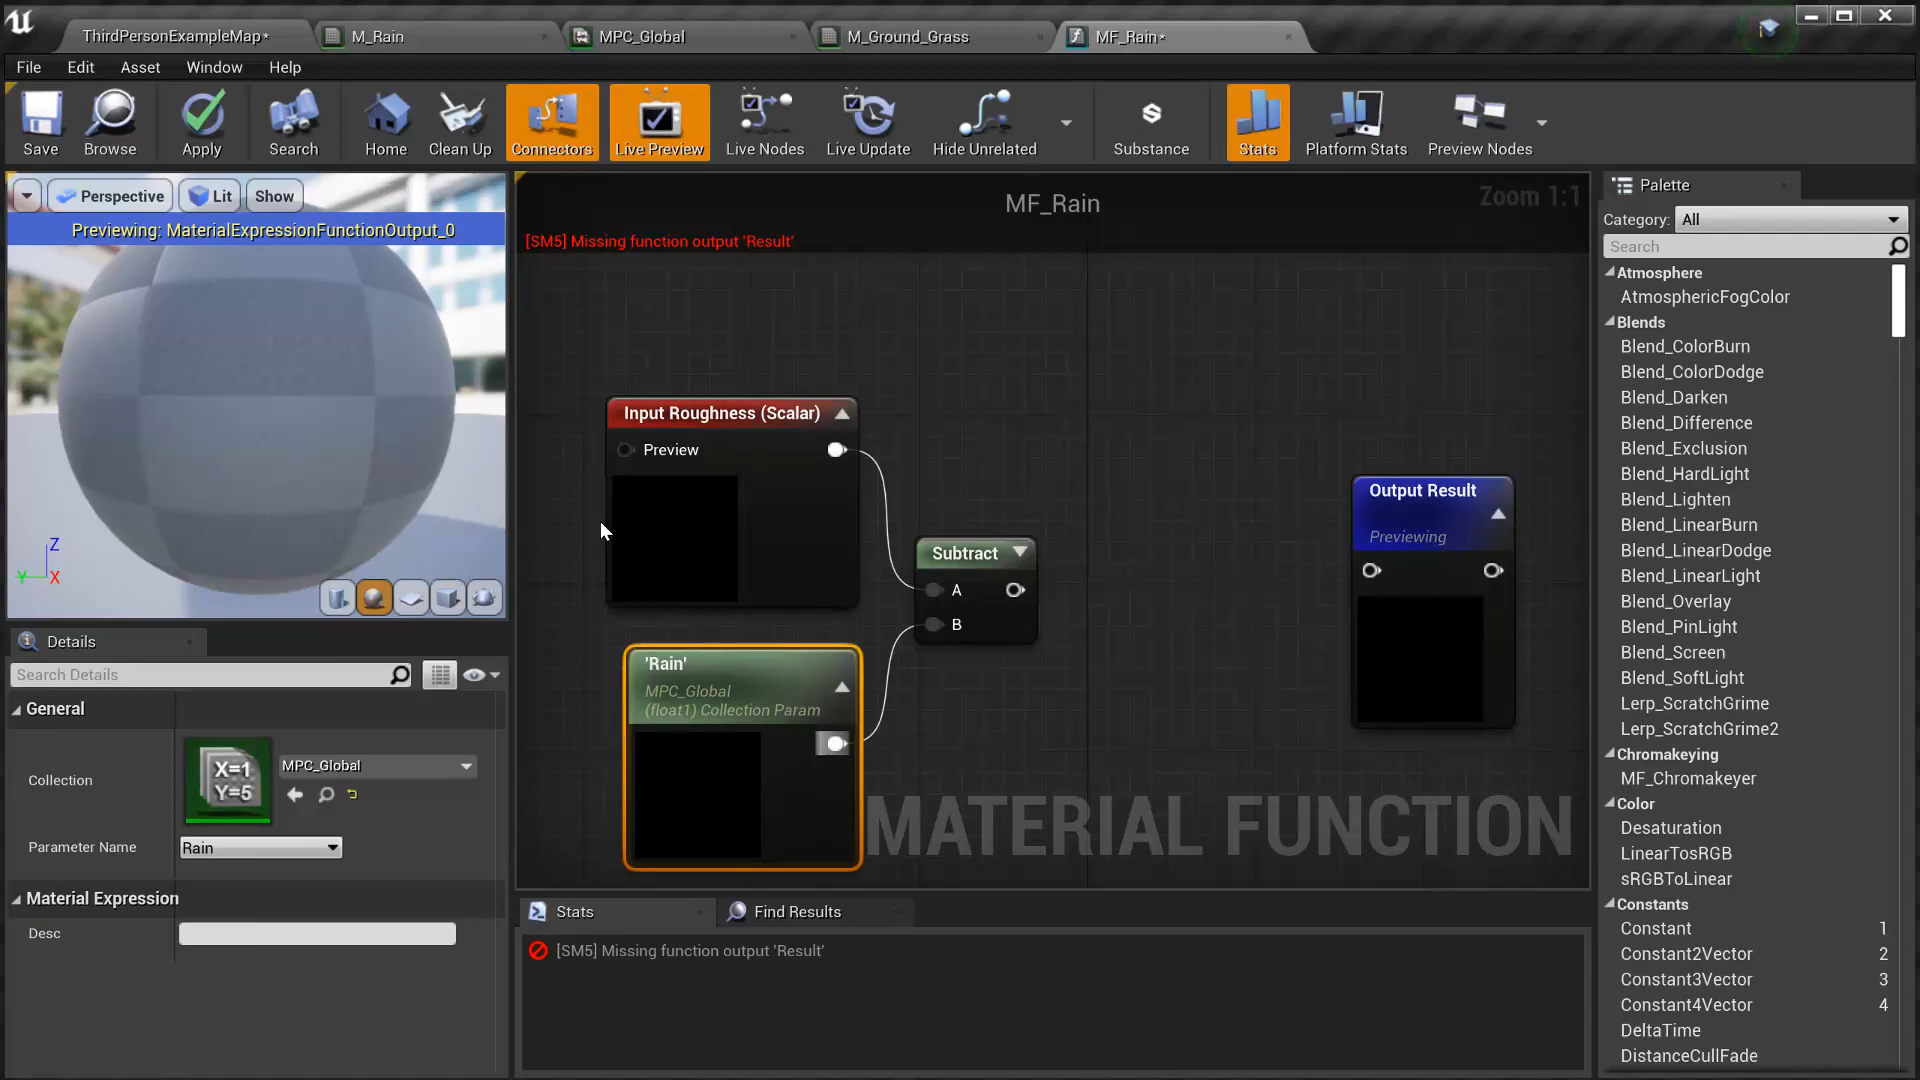 ThirdPersonExampleMap*
M_Rain
MPC_Global
M_Ground_Grass
MF_Rain*
File
Edit
Asset
Window
Help
Save
Browse
Apply
Search
Home
Clean Up
Connectors
Live Preview
Live Nodes
Live Update
Hide Unrelated
Substance
Stats
Platform Stats
Preview Nodes
Perspective
Lit
Show
Previewing: MaterialExpressionFunctionOutput_0
Z
Y
X
MF_Rain
Zoom 1:1
[SM5] Missing function output 'Result'
Input Roughness (Scalar)
Preview
Subtract
A
B
'Rain'
MPC_Global
(float1) Collection Param
Output Result
Previewing
MATERIAL FUNCTION
Details
Search Details
General
Collection
X=1
Y=5
MPC_Global
Parameter Name
Rain
Material Expression
Desc
Stats
Find Results
[SM5] Missing function output 'Result'
Palette
Category:
All
Search
Atmosphere
AtmosphericFogColor
Blends
Blend_ColorBurn
Blend_ColorDodge
Blend_Darken
Blend_Difference
Blend_Exclusion
Blend_HardLight
Blend_Lighten
Blend_LinearBurn
Blend_LinearDodge
Blend_LinearLight
Blend_Overlay
Blend_PinLight
Blend_Screen
Blend_SoftLight
Lerp_ScratchGrime
Lerp_ScratchGrime2
Chromakeying
MF_Chromakeyer
Color
Desaturation
LinearTosRGB
sRGBToLinear
Constants
Constant 1
Constant2Vector 2
Constant3Vector 3
Constant4Vector 4
DeltaTime
DistanceCullFade